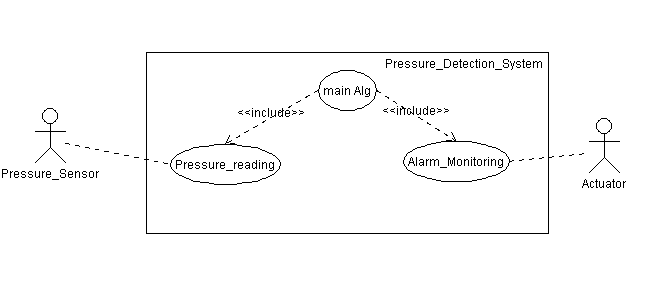 Pressure_Detection_System
main Alg
<<include>>
<<include>>
Pressure_reading
Alarm_Monitoring
Pressure_Sensor
Actuator